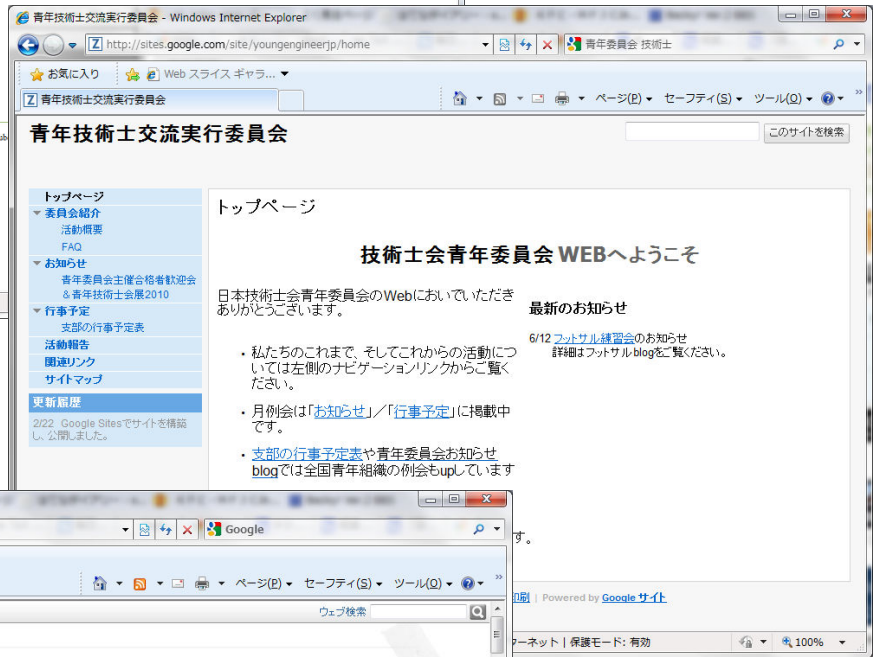 青年技術士交流実行委員会 - Windows Internet Explorer
http://sites.google.com/site/youngengineerjp/home
青年委員会 技術士
お気に入り
Web スライス ギャラ...
青年技術士交流実行委員会
ページ(P)
セーフティ(S)
ツール(O)
青年技術士交流実行委員会
このサイトを検索
トップページ
委員会紹介
活動概要
FAQ
お知らせ
青年委員会主催合格者歓迎会
&青年技術士会展2010
行事予定
支部の行事予定表
活動報告
関連リンク
サイトマップ
更新履歴
2/22 Google Sitesでサイトを構築
し、公開しました。
トップページ
技術士会青年委員会 WEBへようこそ
日本技術士会青年委員会のWebにおいでいただき
ありがとうございます。
・私たちのこれまで、そしてこれからの活動につ
いては左側のナビゲーションリンクからご覧く
ださい。
・月例会は「お知らせ」/「行事予定」に掲載中
です。
・支部の行事予定表や青年委員会お知らせ
blogでは全国青年組織の例会もupしています
最新のお知らせ
6/12 フットサル練習会のお知らせ
詳細はフットサルblogをご覧ください。
す。
印刷 | Powered by Google サイト
ターネット | 保護モード: 有効
100%
Google
ページ(P)
セーフティ(S)
ツール(O)
ウェブ検索